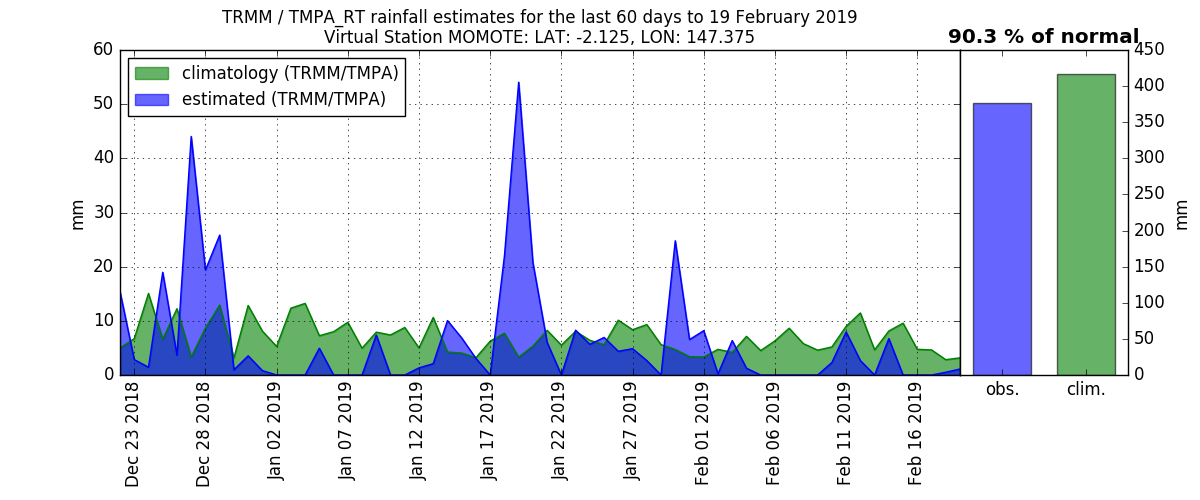 TRMM / TMPA_RT rainfall estimates for the last 60 days to 19 February 2019
Virtual Station MOMOTE: LAT: -2.125, LON: 147.375
90.3 % of normal
climatology (TRMM/TMPA)
estimated (TRMM/TMPA)
60
50
40
30
20
10
0
mm
Dec 23 2018
Dec 28 2018
Jan 02 2019
Jan 07 2019
Jan 12 2019
Jan 17 2019
Jan 22 2019
Jan 27 2019
Feb 01 2019
Feb 06 2019
Feb 11 2019
Feb 16 2019
obs.
clim.
450
400
350
300
250
200
150
100
50
0
mm